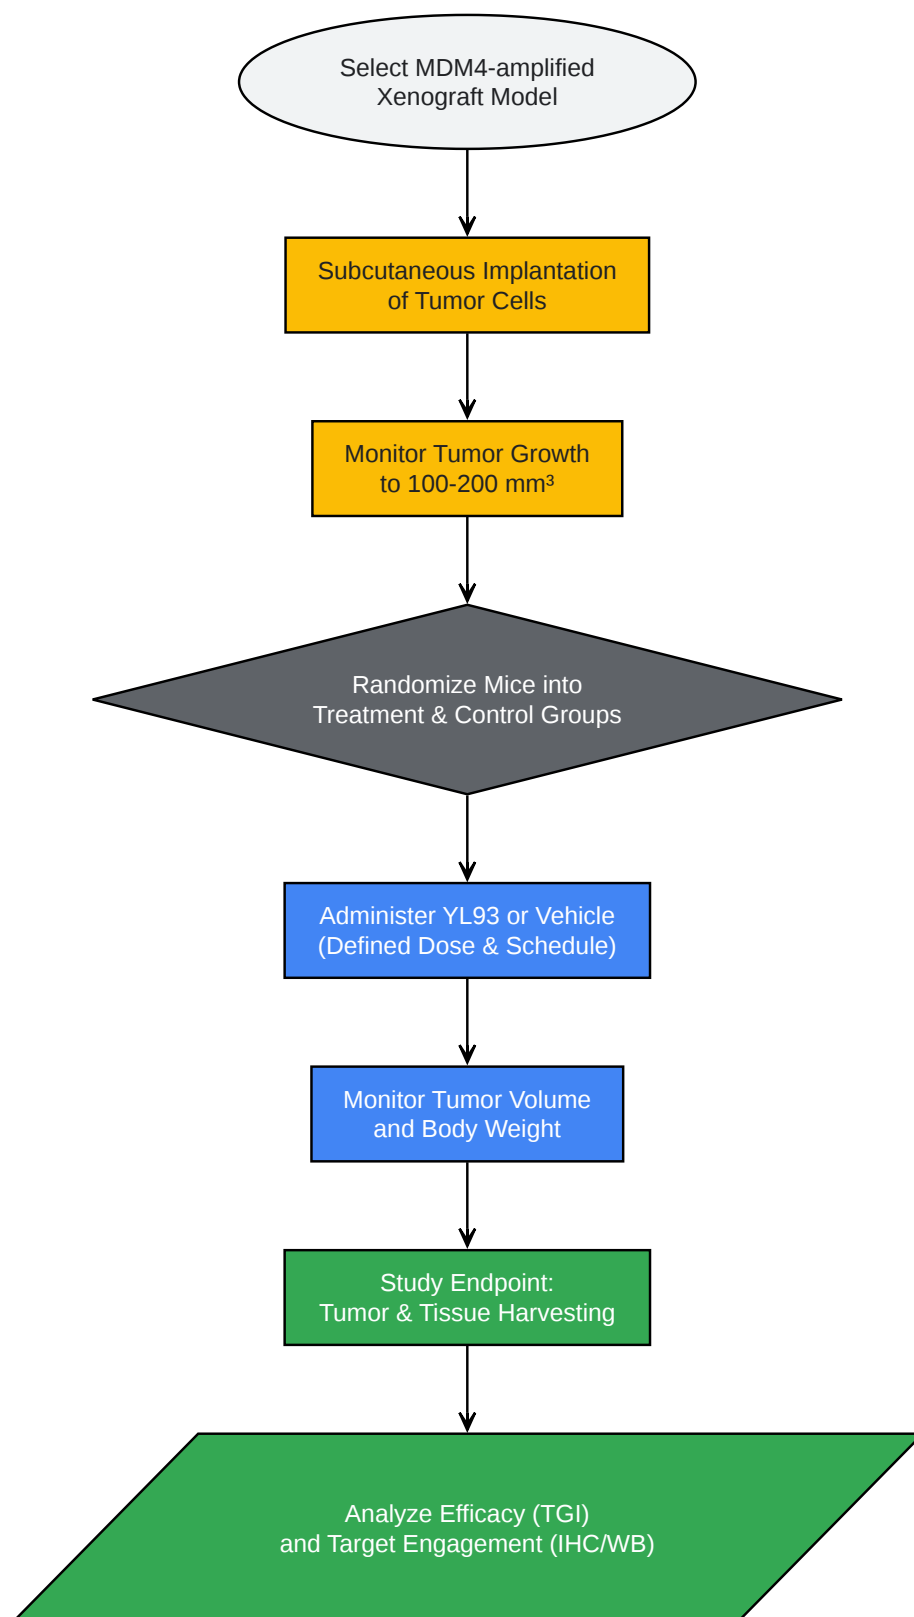 Select MDM4-amplified
Xenograft Model
Subcutaneous Implantation
of Tumor Cells
Monitor Tumor Growth
to 100-200 mm³
Randomize Mice into
Treatment & Control Groups
Administer YL93 or Vehicle
(Defined Dose & Schedule)
Monitor Tumor Volume
and Body Weight
Study Endpoint:
Tumor & Tissue Harvesting
Analyze Efficacy (TGI)
and Target Engagement (IHC/WB)